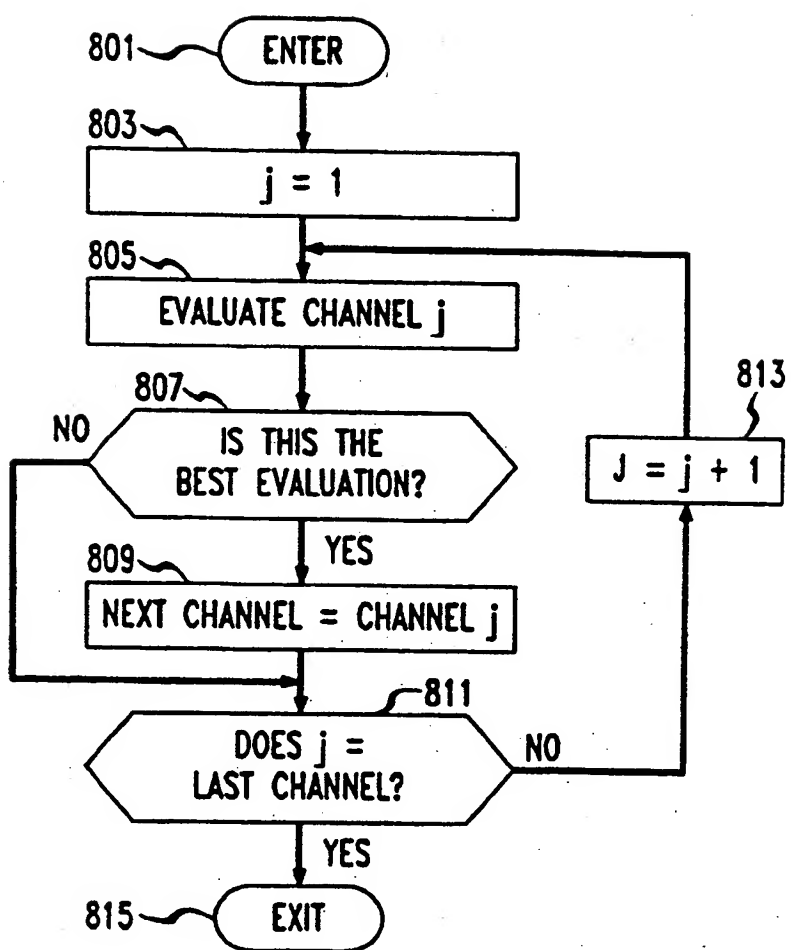 801
ENTER
803
j = 1
805
EVALUATE CHANNEL j
807
NO
IS THIS THE
BEST EVALUATION?
813
J = j + 1
YES
809
NEXT CHANNEL = CHANNEL j
811
DOES j =
LAST CHANNEL?
NO
YES
815
EXIT